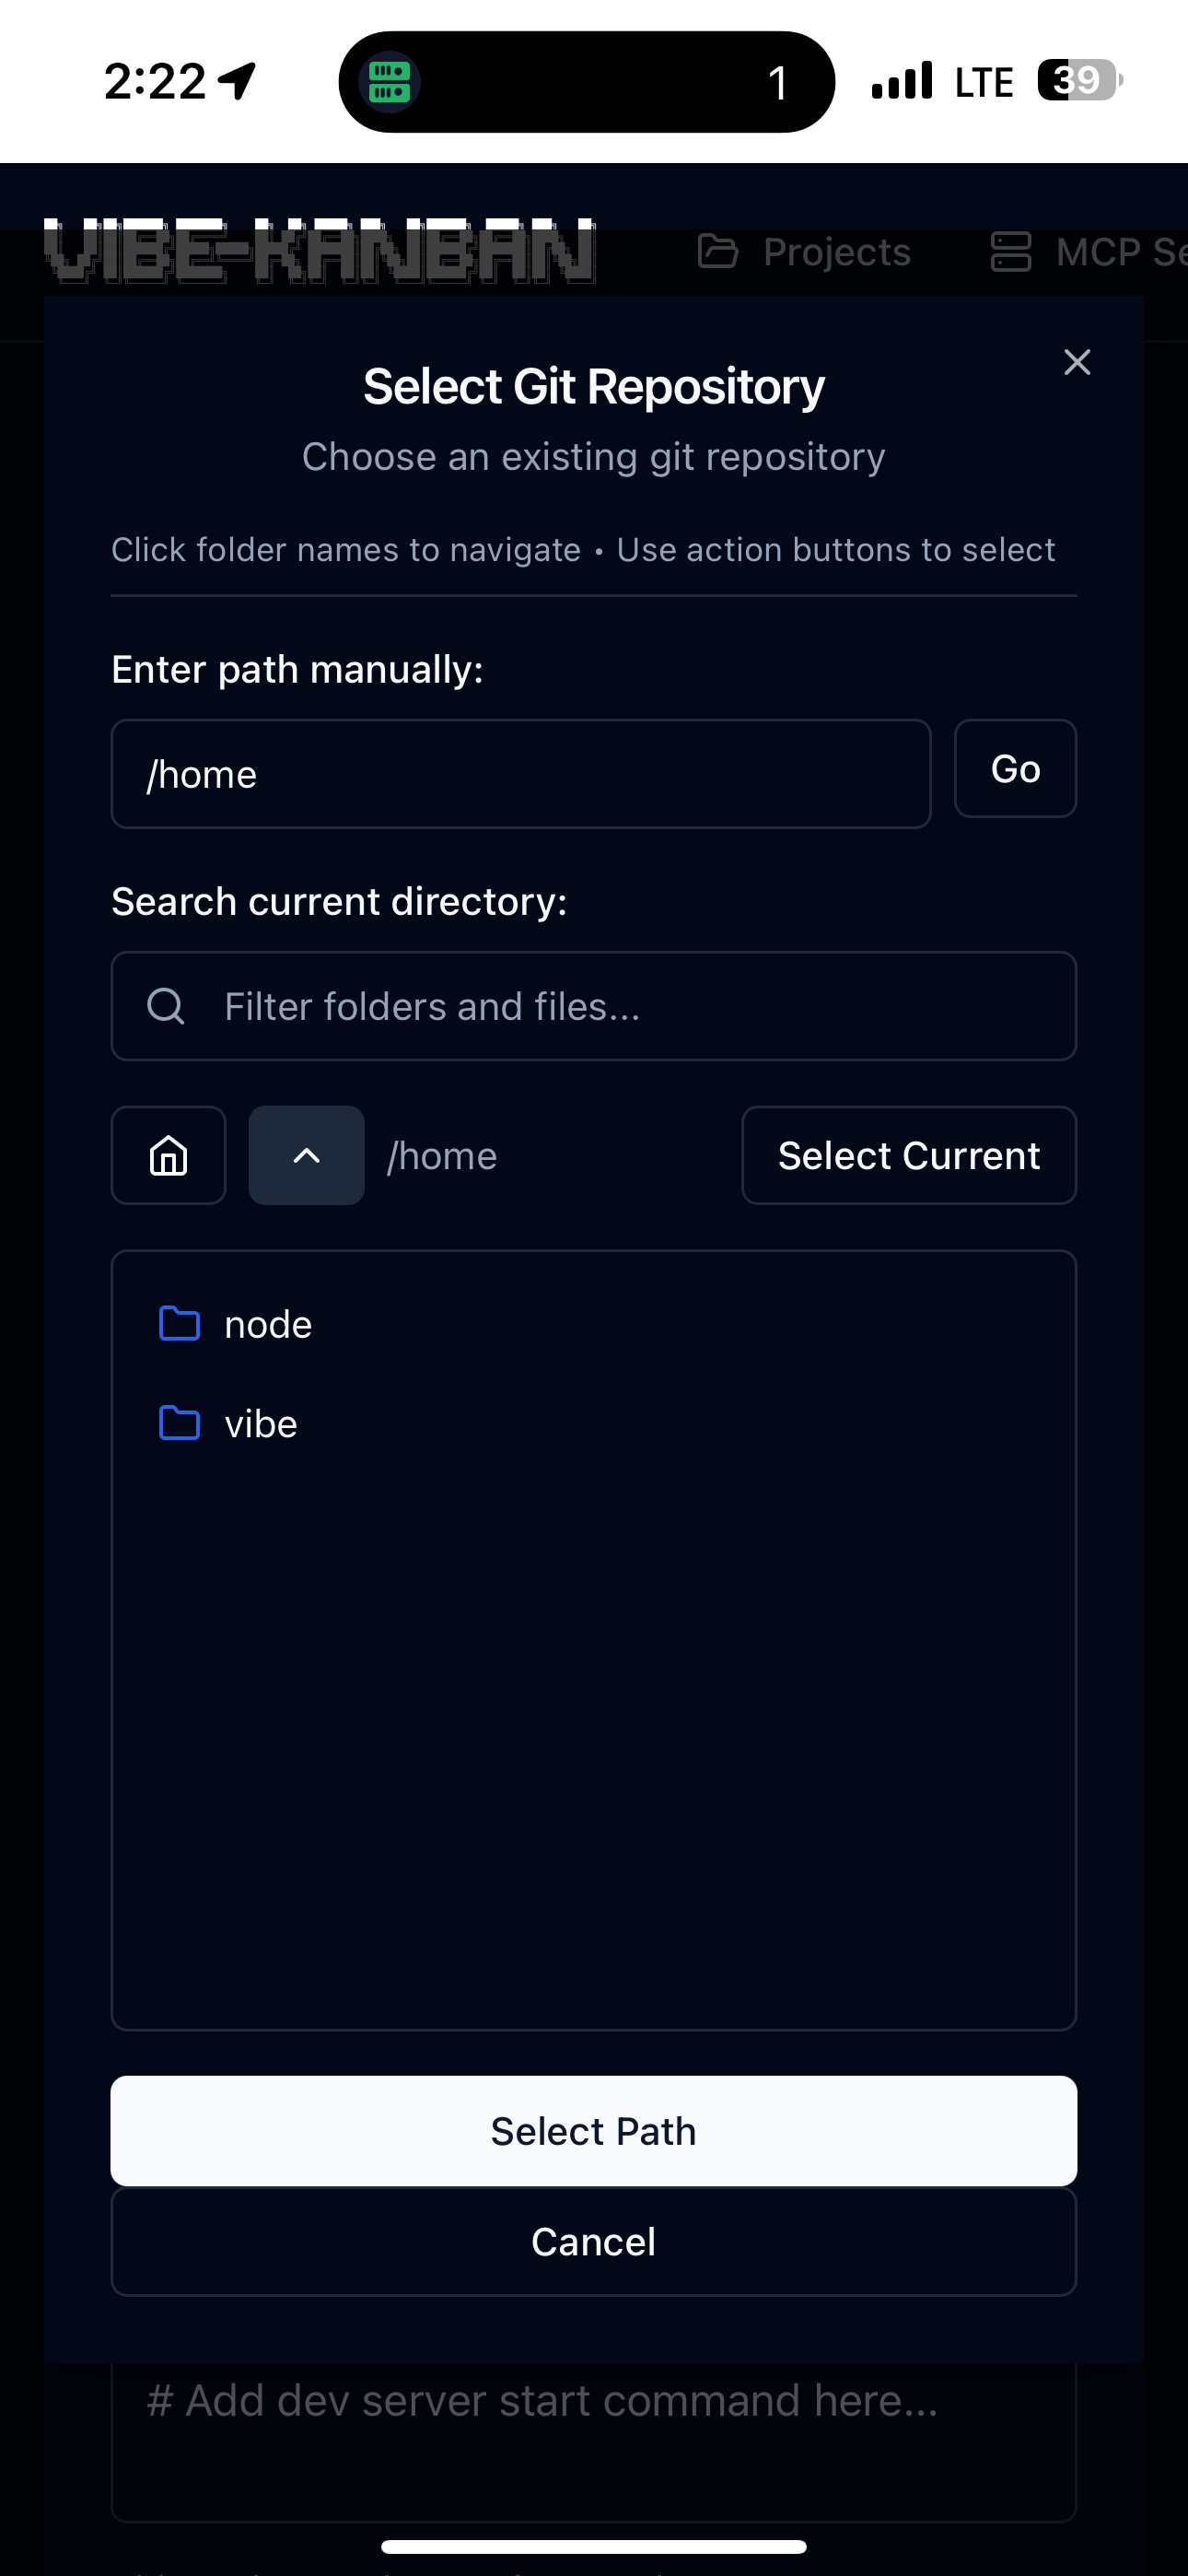 2:22
1
LTE
39
VIBE-KANBAN
Projects
MCP Se
Select Git Repository
Choose an existing git repository
Click folder names to navigate • Use action buttons to select
Enter path manually:
/home
Go
Search current directory:
Filter folders and files...
/home
Select Current
node
vibe
Select Path
Cancel
# Add dev server start command here...